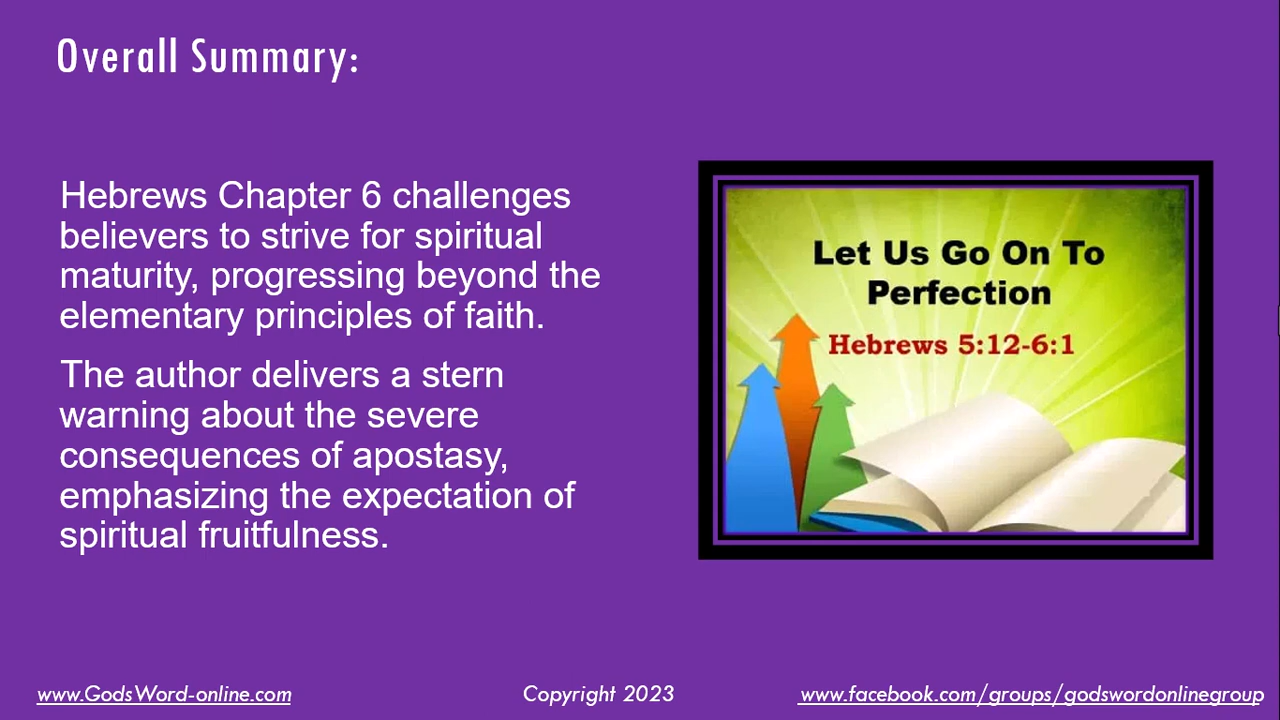 Overall Summary:
Hebrews Chapter 6 challenges
believers to strive for spiritual
maturity, progressing beyond the
elementary principles of faith.
The author delivers a stern
warning about the severe
consequences of apostasy,
emphasizing the expectation of
spiritual fruitfulness.
Let Us Go On To
Perfection
Hebrews 5:12-6:1
www.GodsWord-online.com
Copyright 2023
www.facebook.com/groups/godswordonlinegroup